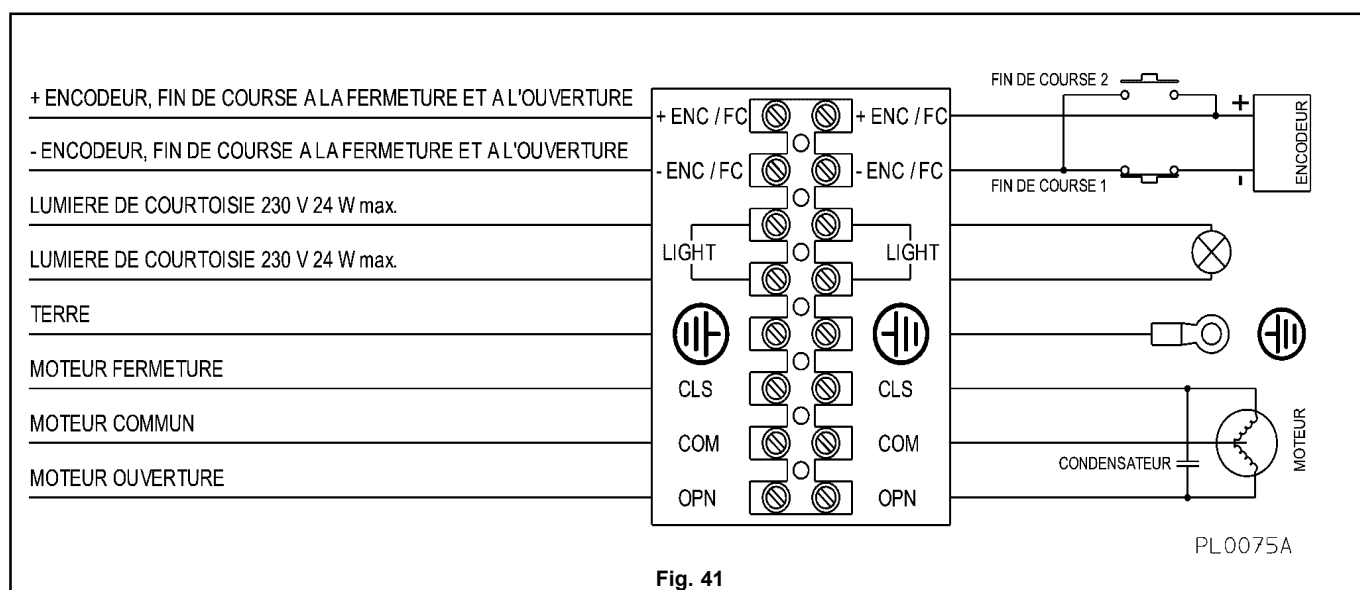 FIN DE COURSE 2
+ ENCODEUR, FIN DE COURSE A LA FERMETURE ET A L'OUVERTURE
+ ENC / FC
+ ENC / FC
+
- ENCODEUR, FIN DE COURSE A LA FERMETURE ET A L'OUVERTURE
- ENC / FC
- ENC / FC
FIN DE COURSE 1
-
ENCODEUR
LUMIERE DE COURTOISIE 230 V 24 W max.
LIGHT
LIGHT
LUMIERE DE COURTOISIE 230 V 24 W max.
TERRE
MOTEUR FERMETURE
CLS
CLS
MOTEUR COMMUN
COM
COM
CONDENSATEUR
MOTEUR
MOTEUR OUVERTURE
OPN
OPN
PL0075A
Fig. 41